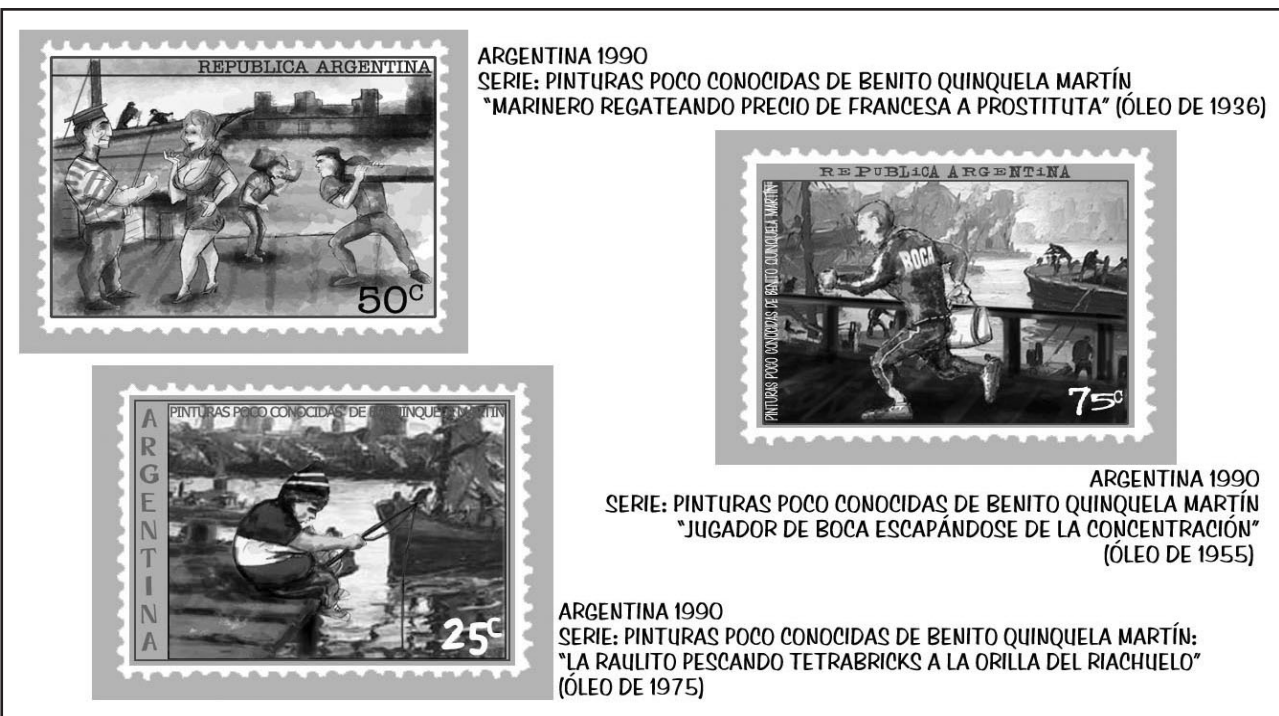 REPUBLICA ARGENTINA
50c
ARGENTINA 1990
SERIE: PINTURAS POCO CONOCIDAS DE BENITO QUINQUELA MARTÍN
“MARINERO REGATEANDO PRECIO DE FRANCESA A PROSTITUTA” (ÓLEO DE 1936)
REPUBLICA ARGENTINA
PINTURAS POCO CONOCIDAS DE BENITO QUINQUELA MARTÍN
BOCA
75c
ARGENTINA 1990
SERIE: PINTURAS POCO CONOCIDAS DE BENITO QUINQUELA MARTÍN
“JUGADOR DE BOCA ESCAPÁNDOSE DE LA CONCENTRACIÓN”
(ÓLEO DE 1955)
ARGENTINA
PINTURAS POCO CONOCIDAS DE MARTIN
25c
ARGENTINA 1990
SERIE: PINTURAS POCO CONOCIDAS DE BENITO QUINQUELA MARTÍN:
“LA RAULITO PESCANDO TETRABRICKS A LA ORILLA DEL RIACHUELO”
(ÓLEO DE 1975)